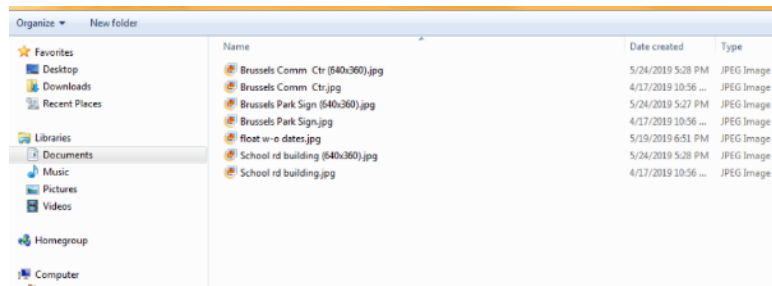 Organize New folder
Name Date created Type
Favorites
Desktop
Downloads
Recent Places
Libraries
Documents
Music
Pictures
Videos
Homegroup
Computer
Brussels Comm Ctr (640x360).jpg 5/24/2019 5:28 PM JPEG Image
Brussels Comm Ctr.jpg 4/17/2019 10:56 ... JPEG Image
Brussels Park Sign (640x360).jpg 5/24/2019 5:27 PM JPEG Image
Brussels Park Sign.jpg 4/17/2019 10:56 ... JPEG Image
float w-o dates.jpg 5/19/2019 6:51 PM JPEG Image
School rd building (640x360).jpg 5/24/2019 5:28 PM JPEG Image
School rd building.jpg 4/17/2019 10:56 ... JPEG Image